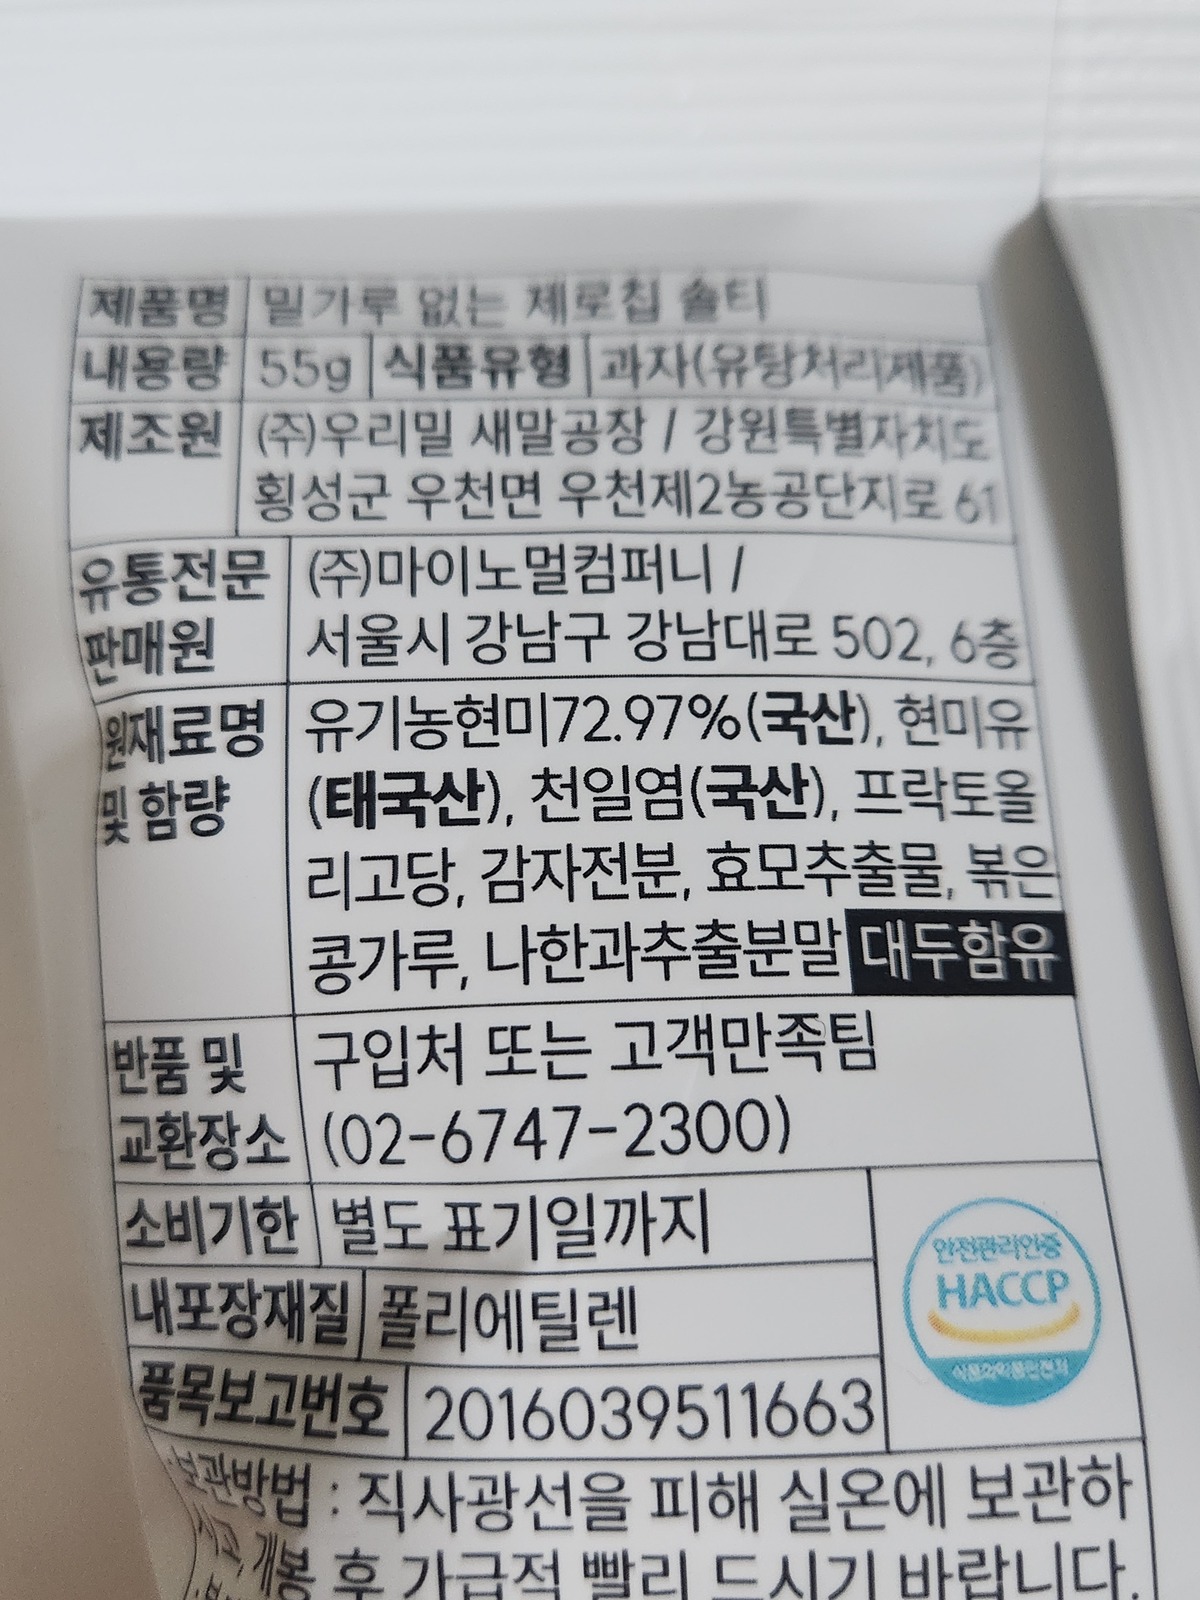 제품명 밀가루 없는 제로칩 솔티
내용량 55g 식품유형 과자(유탕처리제품)
제조원 (주)우리밀 새말공장 / 강원특별자치도
횡성군 우천면 우천제2농공단지로 61
유통전문 (주)마이노멀컴퍼니 /
판매원 서울시 강남구 강남대로 502, 6층
원재료명 유기농현미72.97%(국산), 현미유
및 함량 (태국산), 천일염(국산), 프락토올
리고당, 감자전분, 효모추출물, 볶은
콩가루, 나한과추출분말 대두함유
반품 및 구입처 또는 고객만족팀
교환장소 (02-6747-2300)
소비기한 별도 표기일까지
안전관리인증
HACCP
식품의약품안전처
내포장재질 폴리에틸렌
품목보고번호 2016039511663
보관방법 : 직사광선을 피해 실온에 보관하
개봉 후 가급적 빨리 드시기 바랍니다.